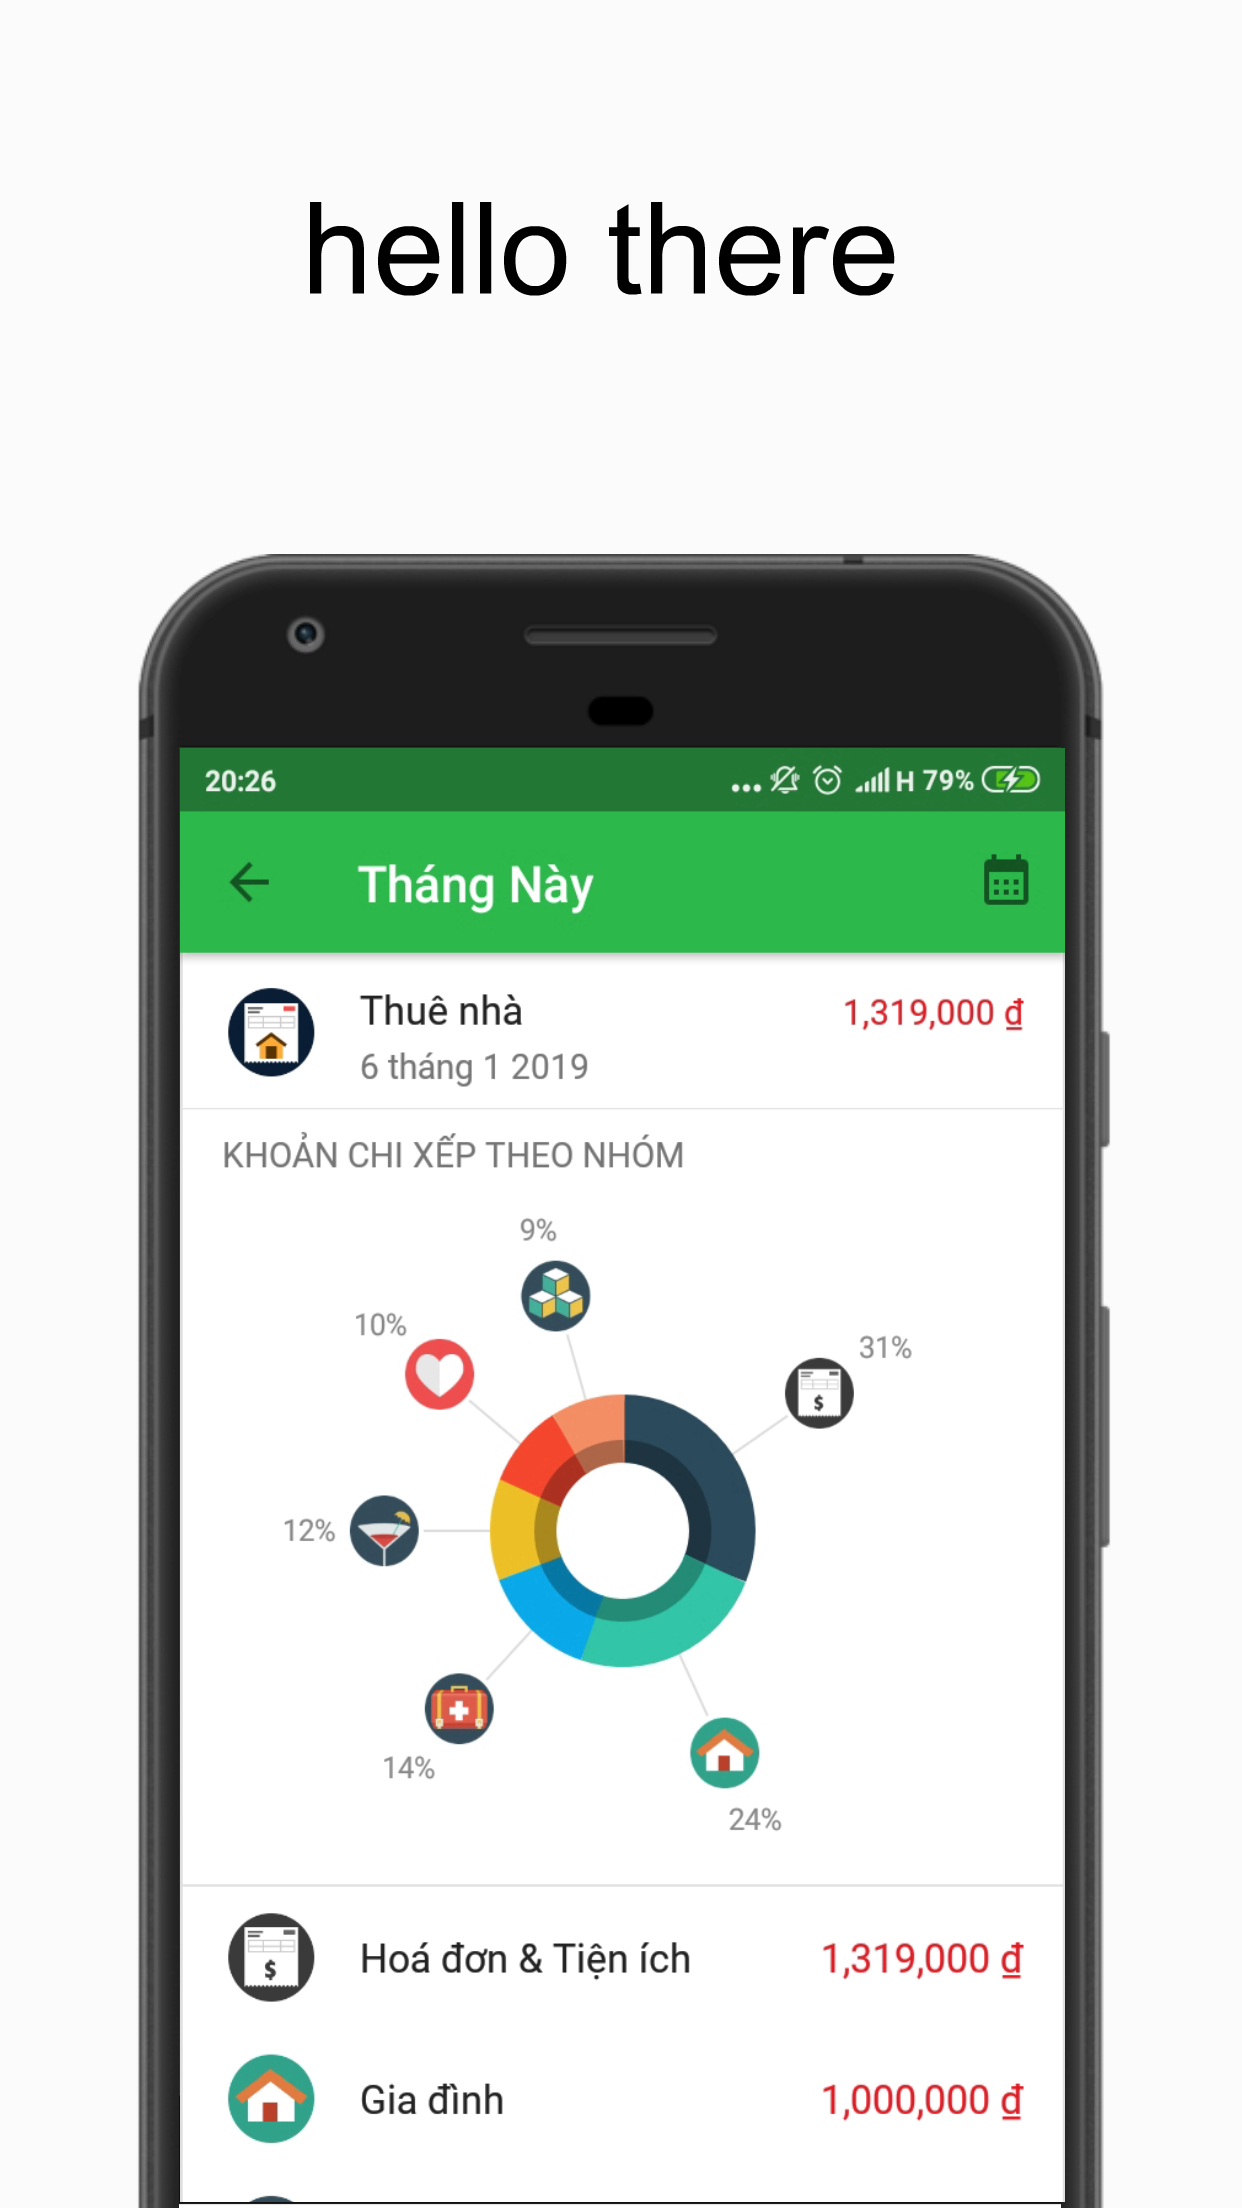 hello there
20:26
... H 79%
Tháng Này
Thuê nhà
1,319,000 ₫
6 tháng 1 2019
KHOẢN CHI XẾP THEO NHÓM
9%
10%
31%
$
12%
14%
24%
$
Hoá đơn & Tiện ích
1,319,000 ₫
Gia đình
1,000,000 ₫